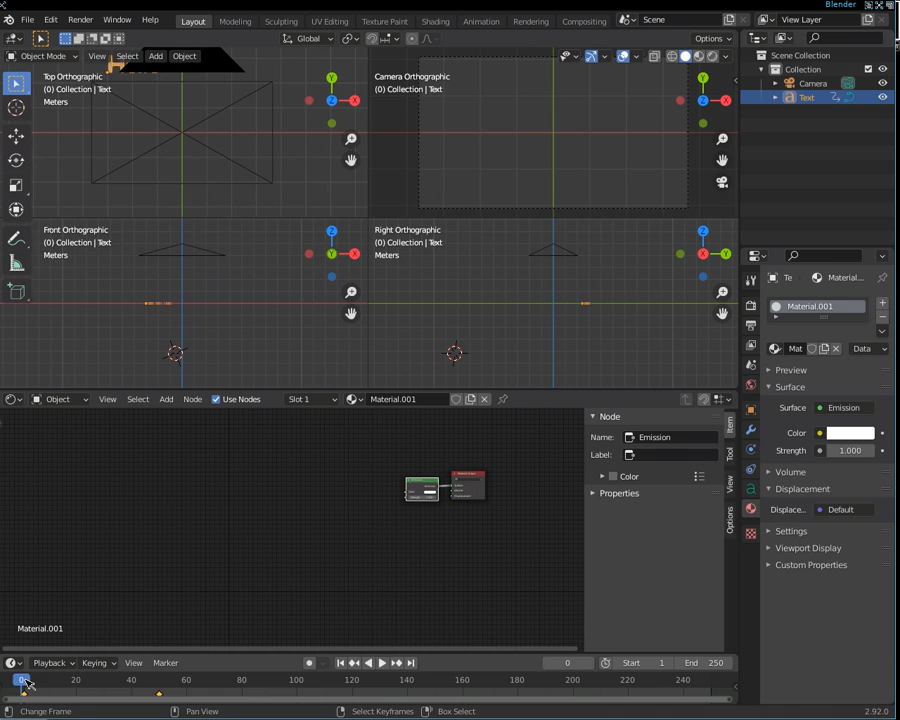 Blender
File Edit Render Window Help Layout Modeling Sculpting UV Editing Texture Paint Shading Animation Rendering Compositing Scene View Layer
Global Options
Object Mode View Select Add Object
Top Orthographic
(0) Collection | Text
Meters
Y
Z X
Camera Orthographic
(0) Collection | Text
Meters
Y
Z X
Front Orthographic
(0) Collection | Text
Meters
Z
Y X
Right Orthographic
(0) Collection | Text
Meters
Z
X Y
Scene Collection
Collection
Camera
Text
Te Material....
Material.001
Mat Data
Preview
Surface
Surface Emission
Color
Strength 1.000
Volume
Displacement
Displace... Default
Settings
Viewport Display
Custom Properties
Object View Select Add Node Use Nodes Slot 1 Material.001
Node
Name: Emission
Label:
Color
Properties
Item
Tool
View
Options
Material.001
Playback Keying View Marker 0 Start 1 End 250
0 20 40 60 80 100 120 140 160 180 200 220 240
Change Frame Pan View Select Keyframes Box Select 2.92.0